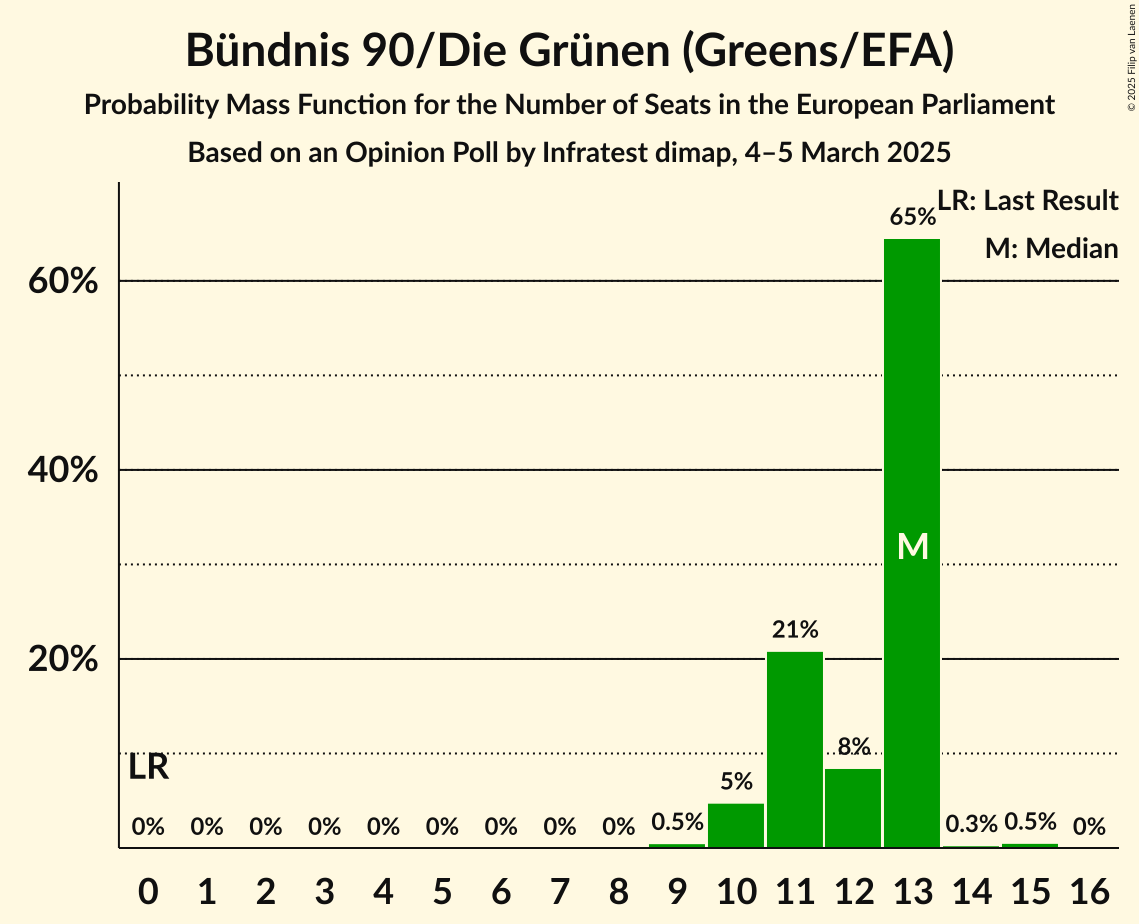 Bündnis 90/Die Grünen (Greens/EFA)
Probability Mass Function for the Number of Seats in the European Parliament
Based on an Opinion Poll by Infratest dimap, 4–5 March 2025
© 2025 Filip van Laenen
LR: Last Result
M: Median
60%
40%
20%
65%
M
21%
8%
LR
5%
0% 0% 0% 0% 0% 0% 0% 0% 0% 0.5% 0.3% 0.5% 0%
0 1 2 3 4 5 6 7 8 9 10 11 12 13 14 15 16